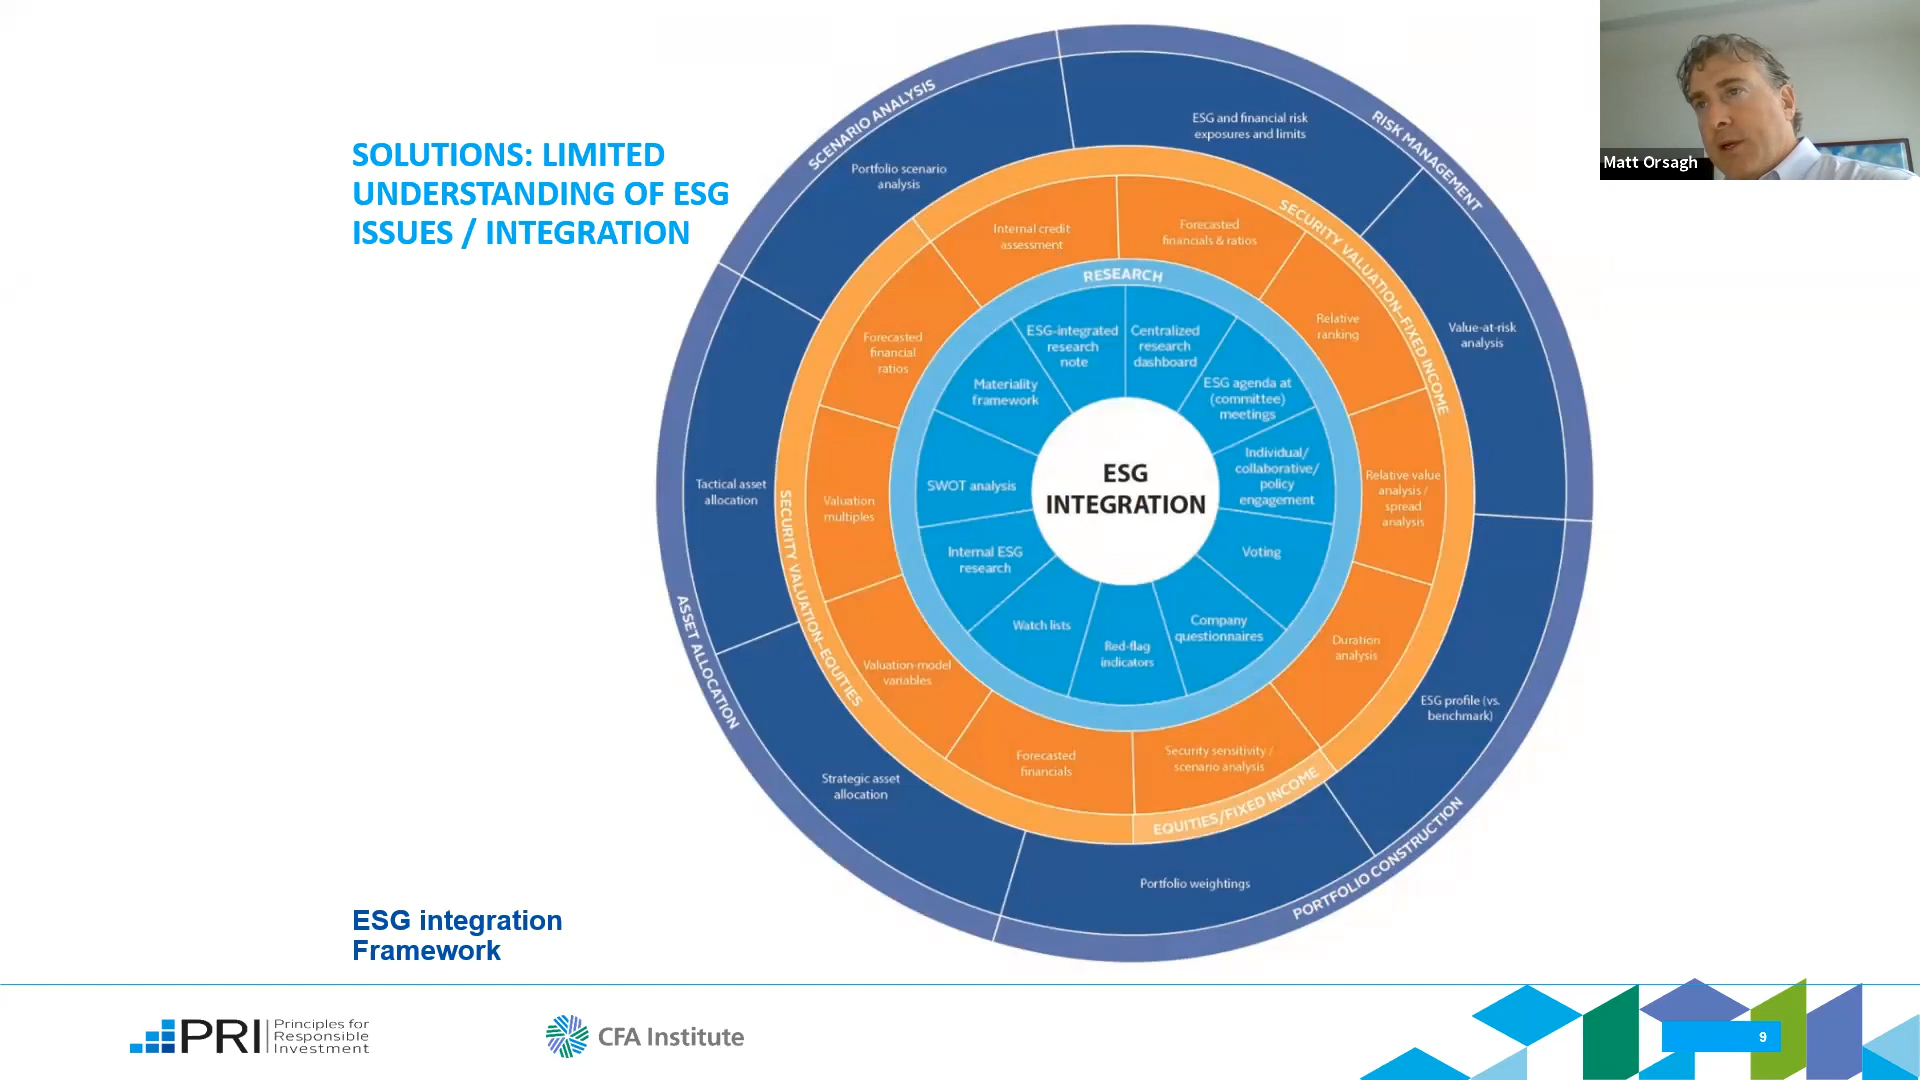 SOLUTIONS: LIMITED
UNDERSTANDING OF ESG
ISSUES / INTEGRATION
SCENARIO ANALYSIS
RISK MANAGEMENT
PORTFOLIO CONSTRUCTION
ASSET ALLOCATION
Portfolio scenario
analysis
ESG and financial risk
exposures and limits
Value-at-risk
analysis
ESG profile (vs.
benchmark)
Portfolio weightings
Strategic asset
allocation
Tactical asset
allocation
SECURITY VALUATION–FIXED INCOME
EQUITIES/FIXED INCOME
SECURITY VALUATION–EQUITIES
Internal credit
assessment
Forecasted
financials & ratios
Relative
ranking
Relative value
analysis /
spread
analysis
Duration
analysis
Security sensitivity /
scenario analysis
Forecasted
financials
Valuation-model
variables
Valuation
multiples
Forecasted
financial
ratios
RESEARCH
ESG-integrated
research
note
Centralized
research
dashboard
ESG agenda at
(committee)
meetings
Individual/
collaborative/
policy
engagement
Voting
Company
questionnaires
Red-flag
indicators
Watch lists
Internal ESG
research
SWOT analysis
Materiality
framework
ESG
INTEGRATION
Matt Orsagh
ESG integration
Framework
PRI
Principles for
Responsible
Investment
CFA Institute
9